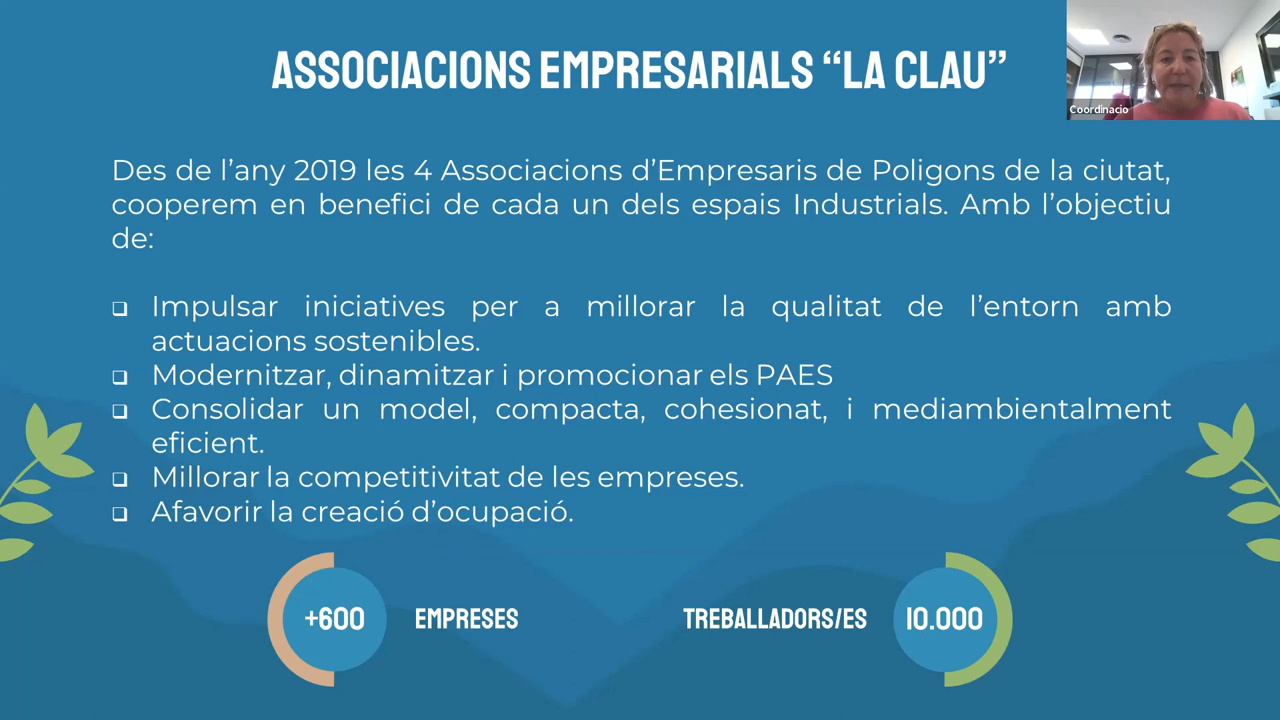 ASSOCIACIONS EMPRESARIALS “LA CLAU”
Coordinacio
Des de l’any 2019 les 4 Associacions d’Empresaris de Poligons de la ciutat,
cooperem en benefici de cada un dels espais Industrials. Amb l’objectiu
de:
❑ Impulsar iniciatives per a millorar la qualitat de l’entorn amb
actuacions sostenibles.
❑ Modernitzar, dinamitzar i promocionar els PAES
❑ Consolidar un model, compacta, cohesionat, i mediambientalment
eficient.
❑ Millorar la competitivitat de les empreses.
❑ Afavorir la creació d’ocupació.
+600 EMPRESES TREBALLADORS/ES 10.000